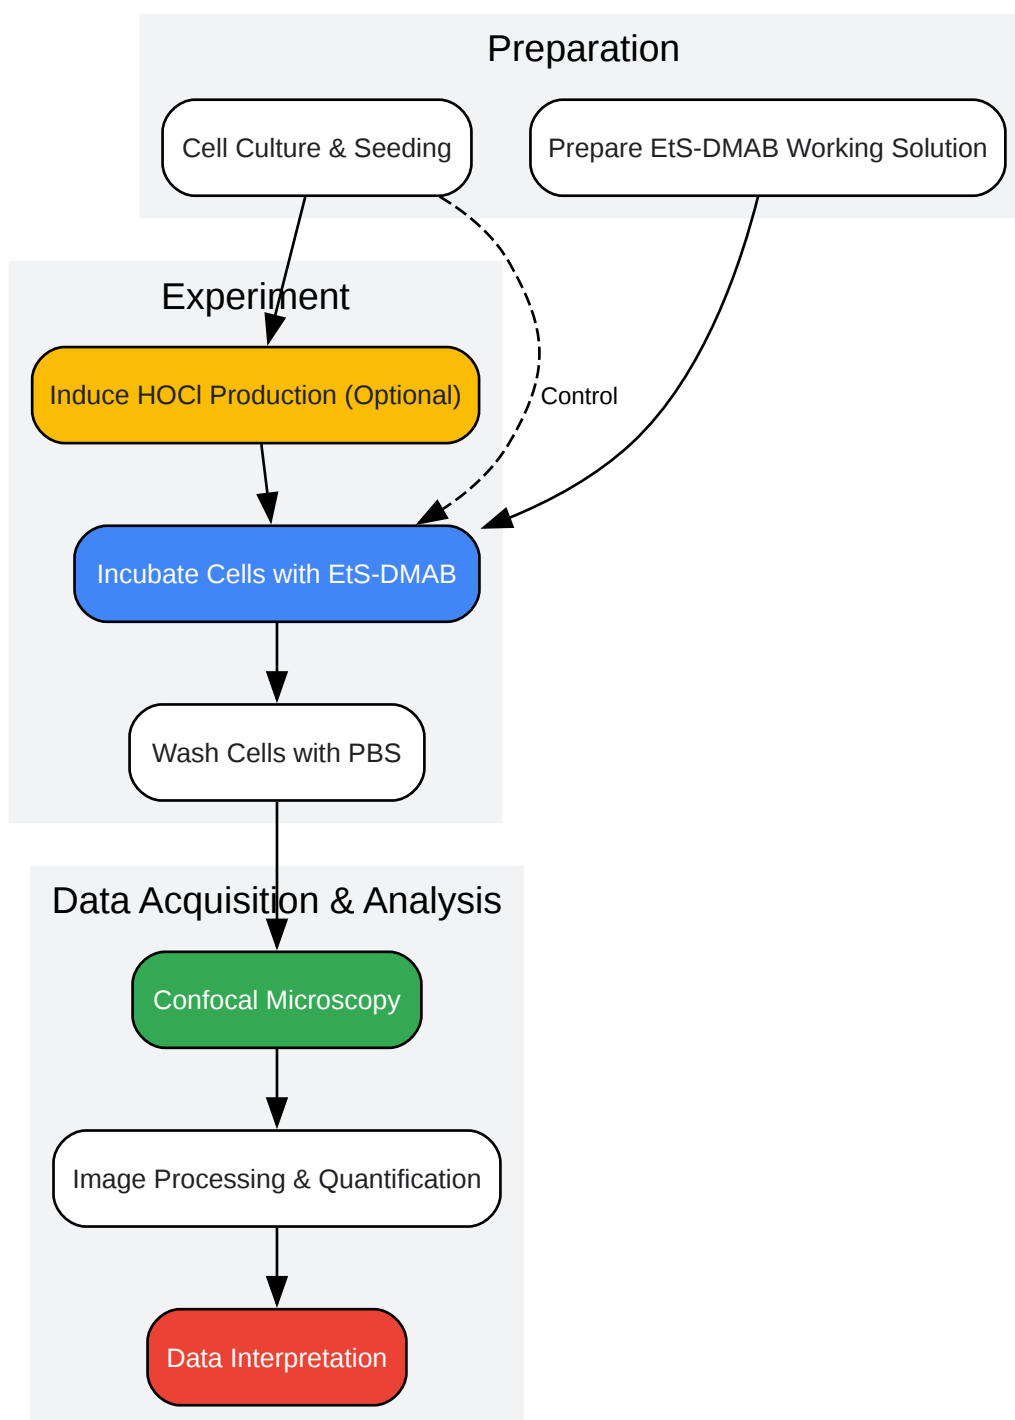 Preparation
Cell Culture & Seeding
Prepare EtS-DMAB Working Solution
Experiment
Induce HOCl Production (Optional)
Control
Incubate Cells with EtS-DMAB
Wash Cells with PBS
Data Acquisition & Analysis
Confocal Microscopy
Image Processing & Quantification
Data Interpretation